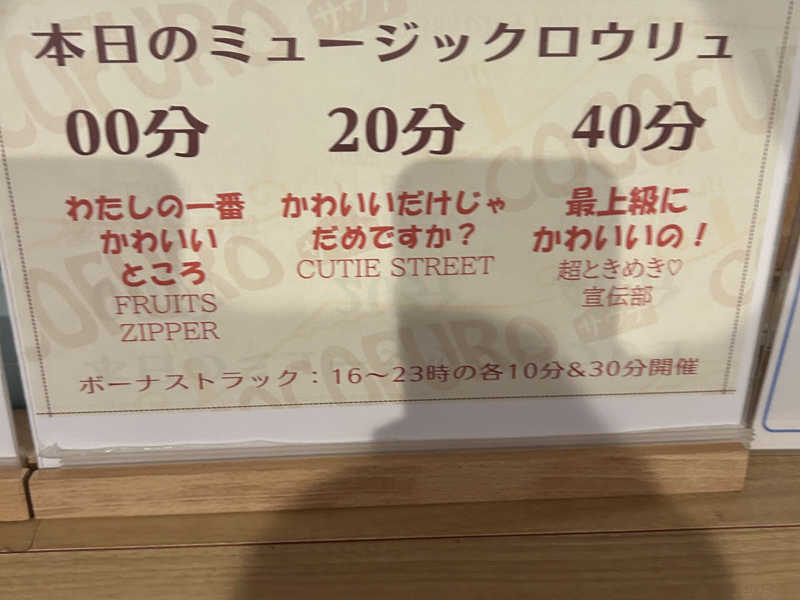 本日のミュージックロウリュ
00分
20分
40分
わたしの一番
かわいい
ところ
FRUITS
ZIPPER
かわいいだけじゃ
だめですか？
CUTIE STREET
最上級に
かわいいの！
超ときめき♡
宣伝部
ボーナストラック：16〜23時の各10分&30分開催